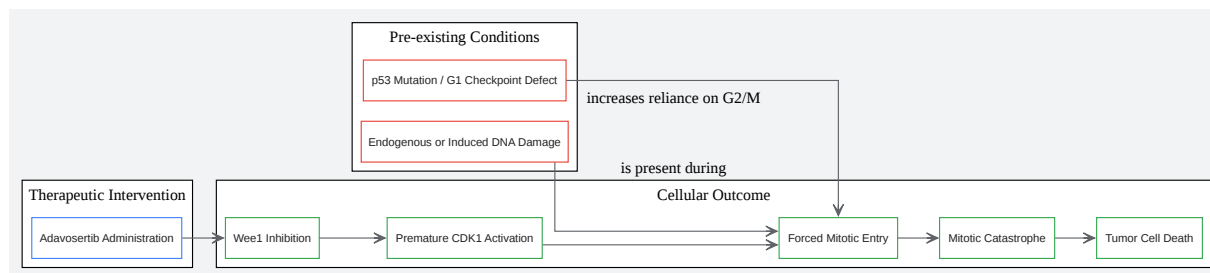 Pre-existing Conditions
p53 Mutation / G1 Checkpoint Defect
increases reliance on G2/M
Endogenous or Induced DNA Damage
is present during
Therapeutic Intervention
Cellular Outcome
Adavosertib Administration
Wee1 Inhibition
Premature CDK1 Activation
Forced Mitotic Entry
Mitotic Catastrophe
Tumor Cell Death